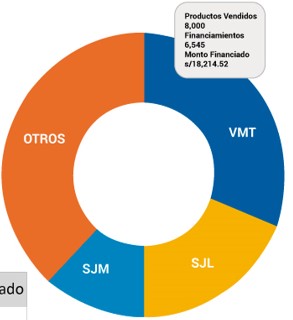 Productos Vendidos
8,000
Financiamientos
6,545
Monto Financiado
s/18,214.52
OTROS
VMT
SJM
SJL
ado